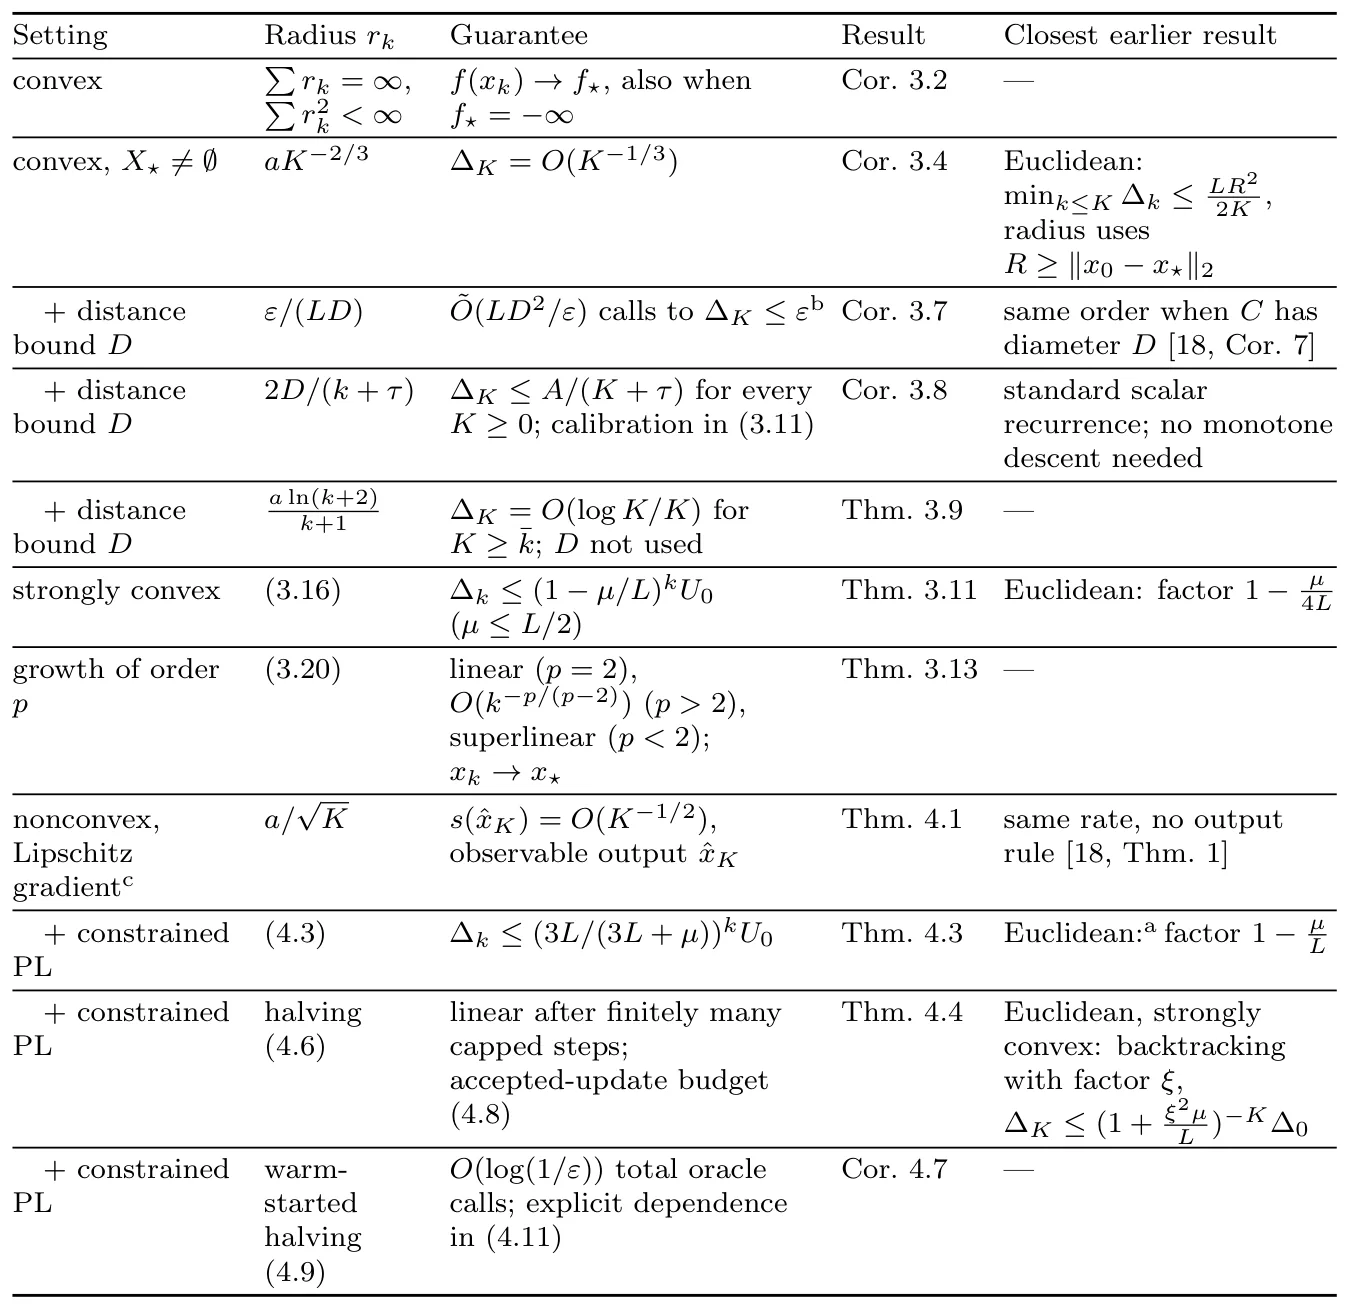 Setting Radius r_k Guarantee Result Closest earlier result
convex ∑ r_k = ∞, f(x_k) → f_⋆, also when Cor. 3.2 —
∑ r_k^2 < ∞ f_⋆ = −∞
convex, X_⋆ ≠ ∅ aK^{−2/3} Δ_K = O(K^{−1/3}) Cor. 3.4 Euclidean:
min_{k≤K} Δ_k ≤ \frac{LR^2}{2K},
radius uses
R ≥ ‖x_0 − x_⋆‖_2
+ distance ε/(LD) Õ(LD^2/ε) calls to Δ_K ≤ ε^b Cor. 3.7 same order when C has
bound D diameter D [18, Cor. 7]
+ distance 2D/(k + τ) Δ_K ≤ A/(K + τ) for every Cor. 3.8 standard scalar
bound D K ≥ 0; calibration in (3.11) recurrence; no monotone
descent needed
+ distance \frac{a ln(k+2)}{k+1} Δ_K = O(log K/K) for Thm. 3.9 —
bound D K ≥ k̄; D not used
strongly convex (3.16) Δ_k ≤ (1 − μ/L)^k U_0 Thm. 3.11 Euclidean: factor 1 − \frac{μ}{4L}
(μ ≤ L/2)
growth of order (3.20) linear (p = 2), Thm. 3.13 —
p O(k^{−p/(p−2)}) (p > 2),
superlinear (p < 2);
x_k → x_⋆
nonconvex, a/√K s(x̂_K) = O(K^{−1/2}), Thm. 4.1 same rate, no output
Lipschitz observable output x̂_K rule [18, Thm. 1]
gradient^c
+ constrained (4.3) Δ_k ≤ (3L/(3L + μ))^k U_0 Thm. 4.3 Euclidean:^a factor 1 − \frac{μ}{L}
PL
+ constrained halving linear after finitely many Thm. 4.4 Euclidean, strongly
PL (4.6) capped steps; convex: backtracking
accepted-update budget with factor ξ,
(4.8) Δ_K ≤ (1 + \frac{ξ^2 μ}{L})^{−K} Δ_0
+ constrained warm- O(log(1/ε)) total oracle Cor. 4.7 —
PL started calls; explicit dependence
halving in (4.11)
(4.9)